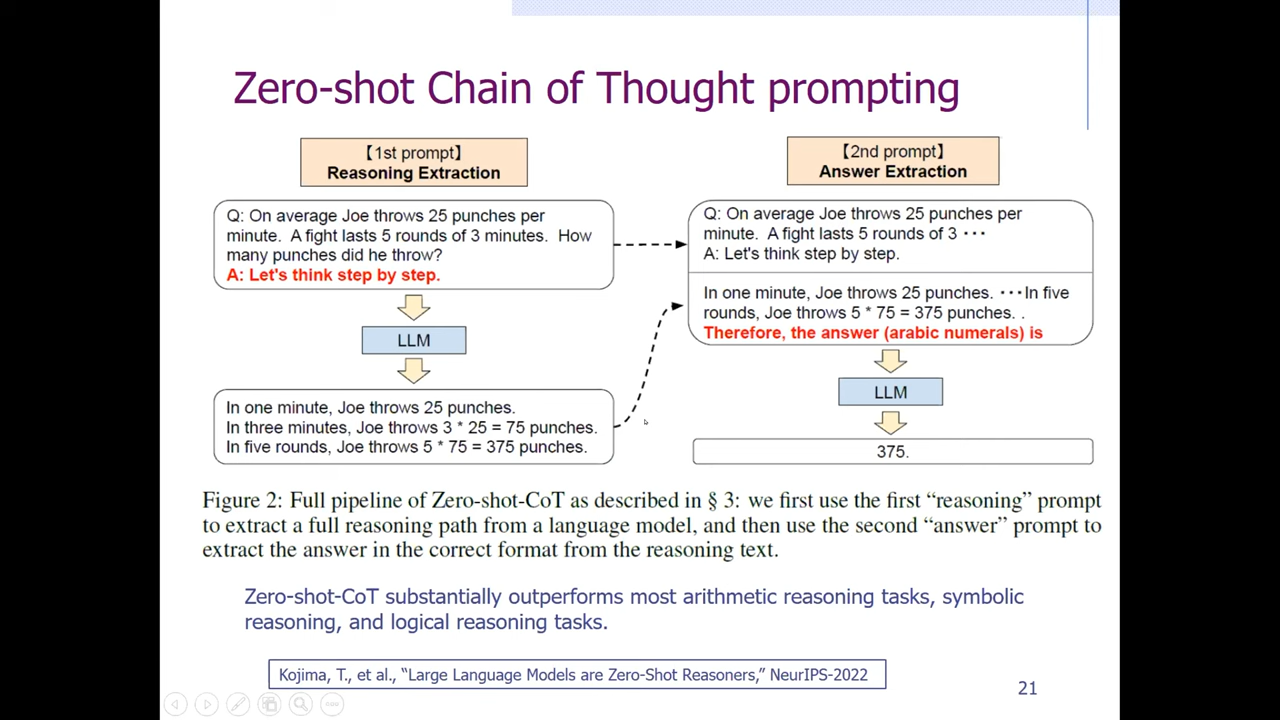 Zero-shot Chain of Thought prompting
【1st prompt】
Reasoning Extraction
Q: On average Joe throws 25 punches per
minute. A fight lasts 5 rounds of 3 minutes. How
many punches did he throw?
A: Let's think step by step.
LLM
In one minute, Joe throws 25 punches.
In three minutes, Joe throws 3 * 25 = 75 punches.
In five rounds, Joe throws 5 * 75 = 375 punches.
【2nd prompt】
Answer Extraction
Q: On average Joe throws 25 punches per
minute. A fight lasts 5 rounds of 3 ･･･
A: Let's think step by step.
In one minute, Joe throws 25 punches. ･･･In five
rounds, Joe throws 5 * 75 = 375 punches. .
Therefore, the answer (arabic numerals) is
LLM
375.
Figure 2: Full pipeline of Zero-shot-CoT as described in § 3: we first use the first “reasoning” prompt
to extract a full reasoning path from a language model, and then use the second “answer” prompt to
extract the answer in the correct format from the reasoning text.
Zero-shot-CoT substantially outperforms most arithmetic reasoning tasks, symbolic
reasoning, and logical reasoning tasks.
Kojima, T., et al., “Large Language Models are Zero-Shot Reasoners,” NeurIPS-2022
21